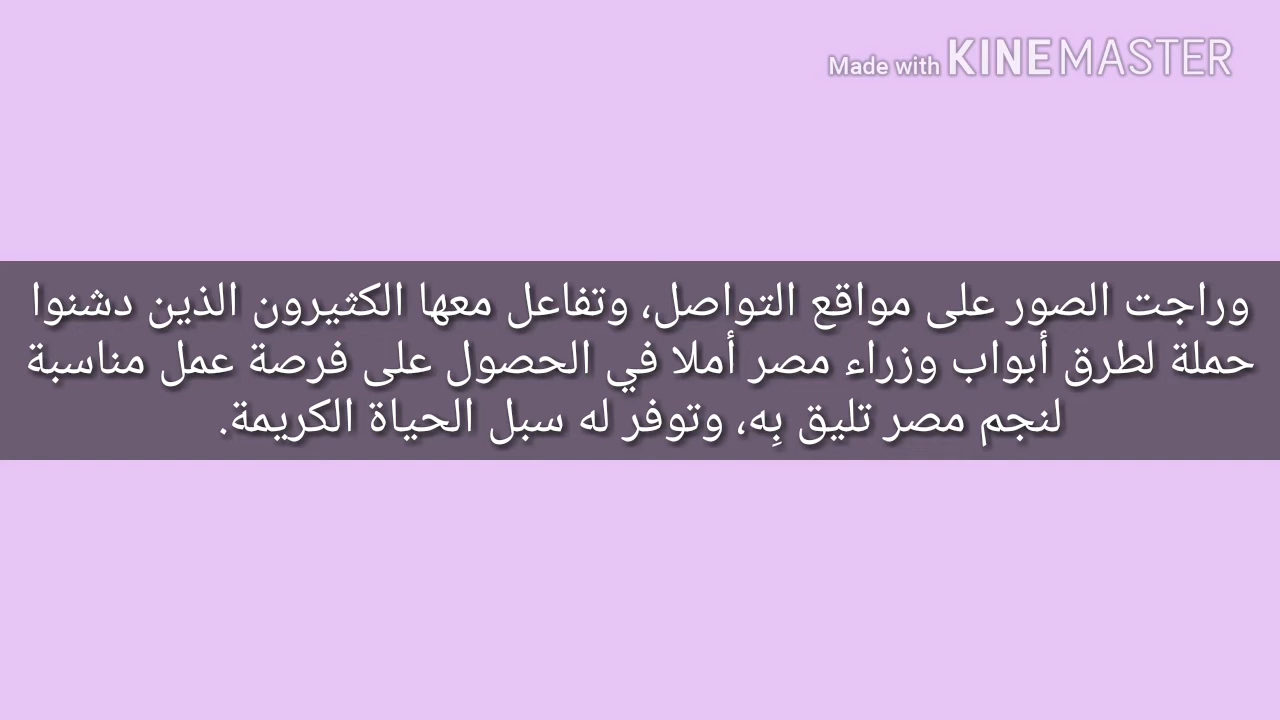 Made with KINEMASTER
وراجت الصور على مواقع التواصل، وتفاعل معها الكثيرون الذين دشنوا
حملة لطرق أبواب وزراء مصر أملا في الحصول على فرصة عمل مناسبة
لنجم مصر تليق بِه، وتوفر له سبل الحياة الكريمة.